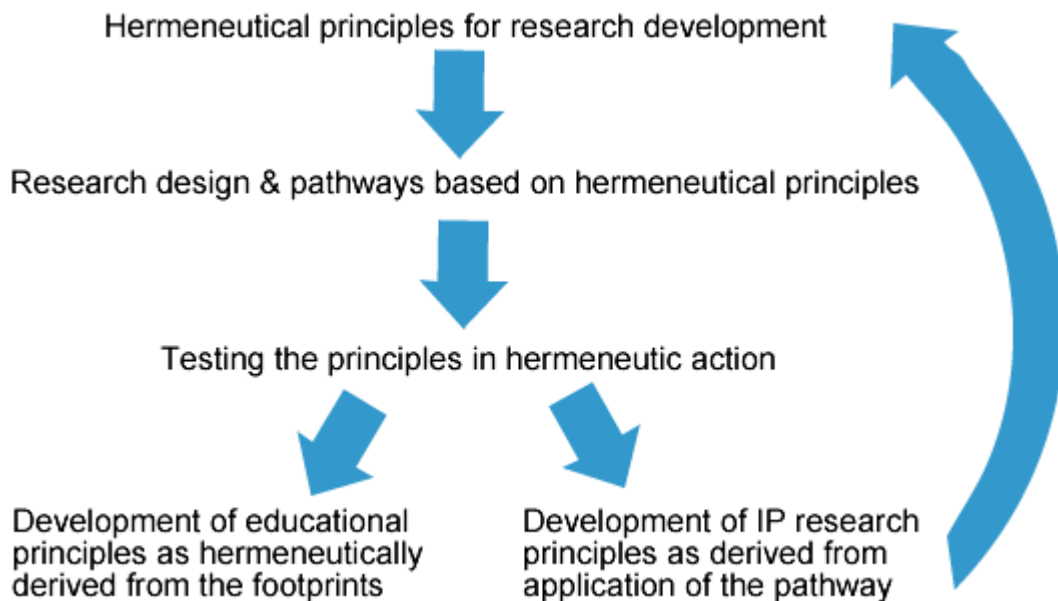 Hermeneutical principles for research development
Research design & pathways based on hermeneutical principles
Testing the principles in hermeneutic action
Development of educational
principles as hermeneutically
derived from the footprints
Development of IP research
principles as derived from
application of the pathway